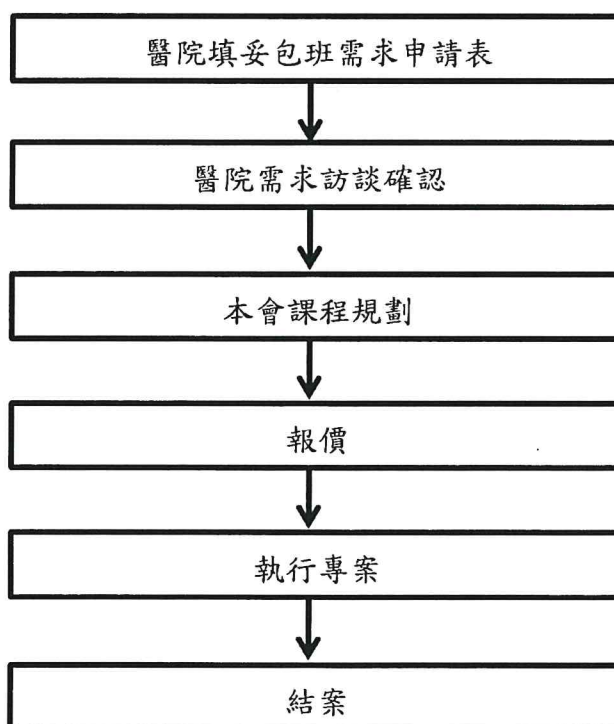 醫院填妥包班需求申請表
醫院需求訪談確認
本會課程規劃
報價
執行專案
結案